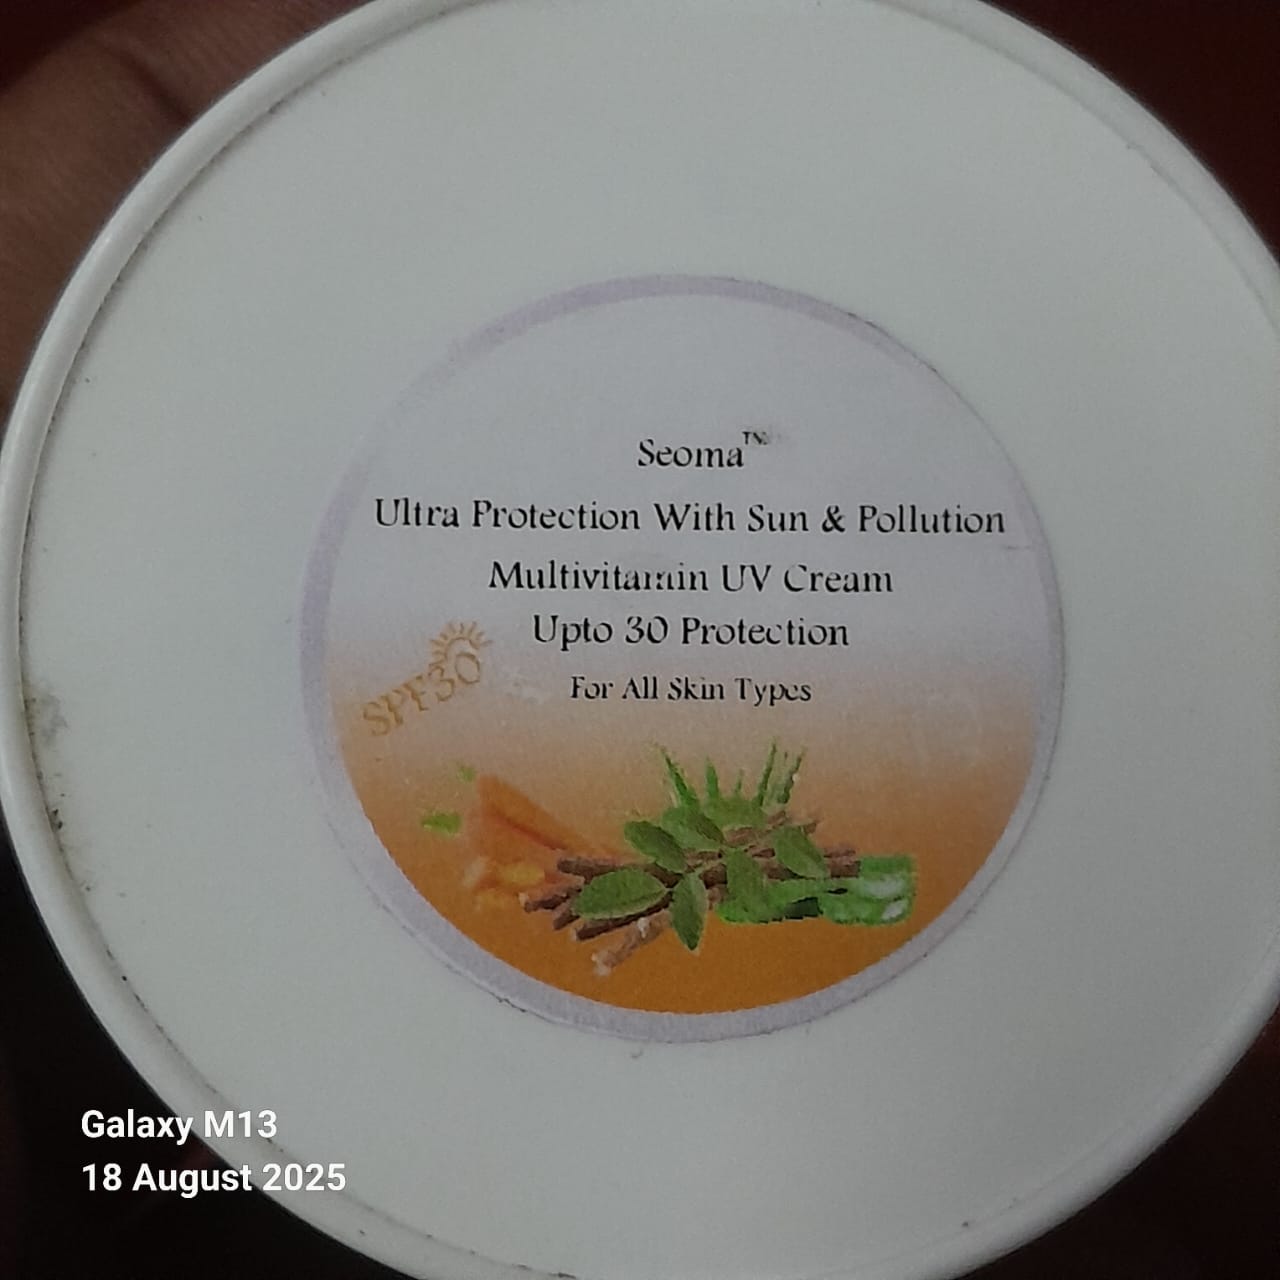 Seoma™
Ultra Protection With Sun & Pollution
Multivitamin UV Cream
Upto 30 Protection
SPF30
For All Skin Types
Galaxy M13
18 August 2025